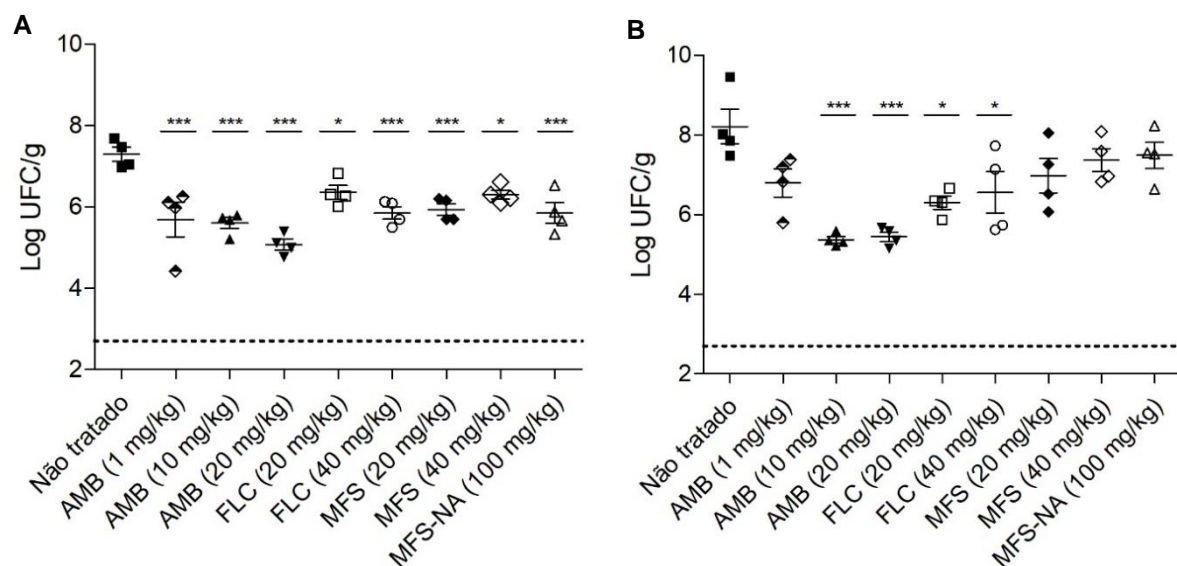 A
Log UFC/g
10
8
6
4
2
*** *** *** * *** *** * ***
Não tratado
AMB (1 mg/kg)
AMB (10 mg/kg)
AMB (20 mg/kg)
FLC (20 mg/kg)
FLC (40 mg/kg)
MFS (20 mg/kg)
MFS (40 mg/kg)
MFS-NA (100 mg/kg)
B
Log UFC/g
10
8
6
4
2
*** *** * *
Não tratado
AMB (1 mg/kg)
AMB (10 mg/kg)
AMB (20 mg/kg)
FLC (20 mg/kg)
FLC (40 mg/kg)
MFS (20 mg/kg)
MFS (40 mg/kg)
MFS-NA (100 mg/kg)